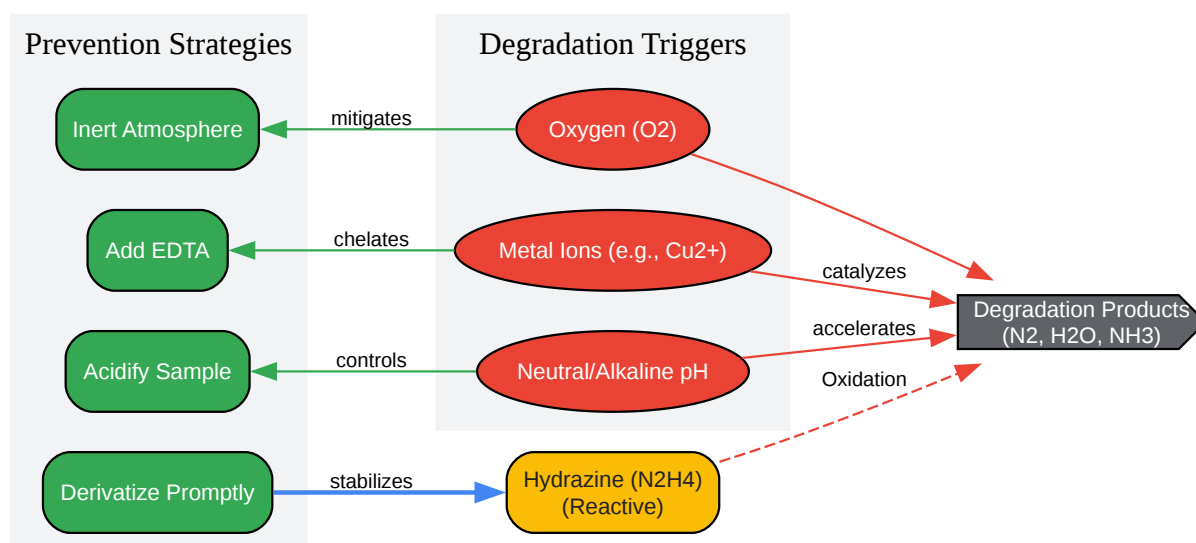 Prevention Strategies
Degradation Triggers
Inert Atmosphere
mitigates
Oxygen (O2)
Add EDTA
chelates
Metal Ions (e.g., Cu2+)
catalyzes
Degradation Products
(N2, H2O, NH3)
accelerates
Acidify Sample
controls
Neutral/Alkaline pH
Oxidation
Derivatize Promptly
stabilizes
Hydrazine (N2H4)
(Reactive)